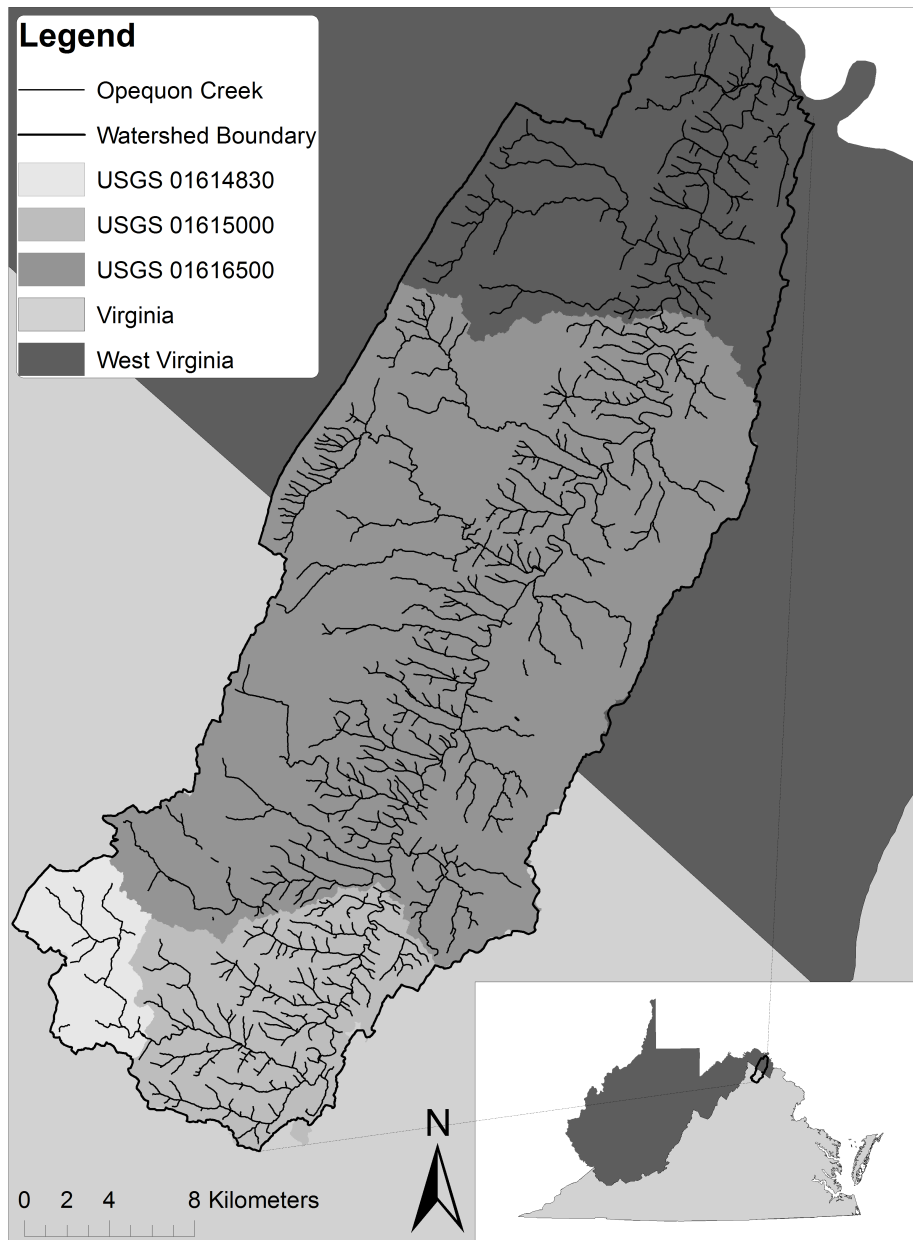 Legend
Opequon Creek
Watershed Boundary
USGS 01614830
USGS 01615000
USGS 01616500
Virginia
West Virginia
N
0 2 4 8 Kilometers